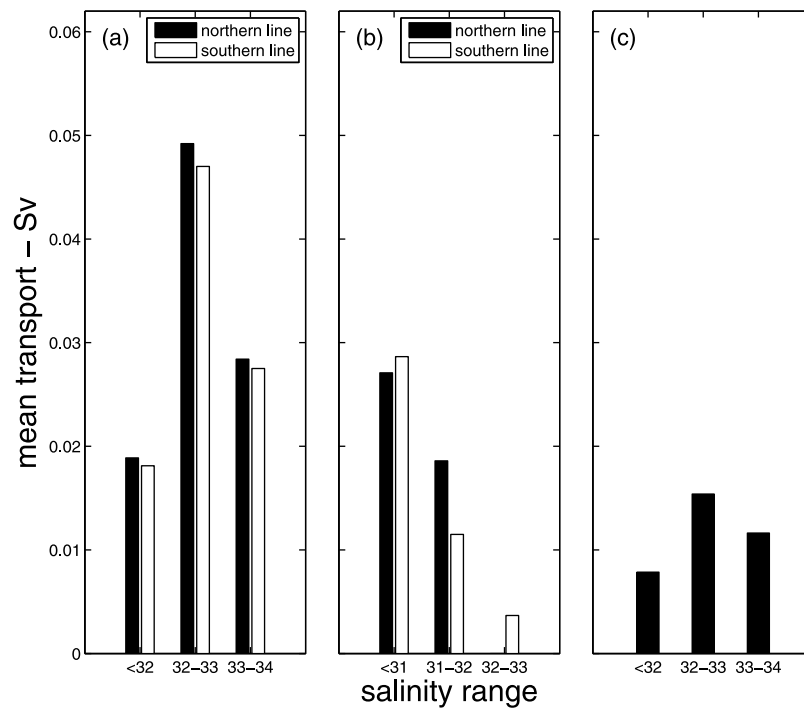 (a)
northern line
southern line
(b)
northern line
southern line
(c)
0.06
0.05
0.04
0.03
0.02
0.01
0
mean transport – Sv
<32 32–33 33–34
<31 31–32 32–33
<32 32–33 33–34
salinity range